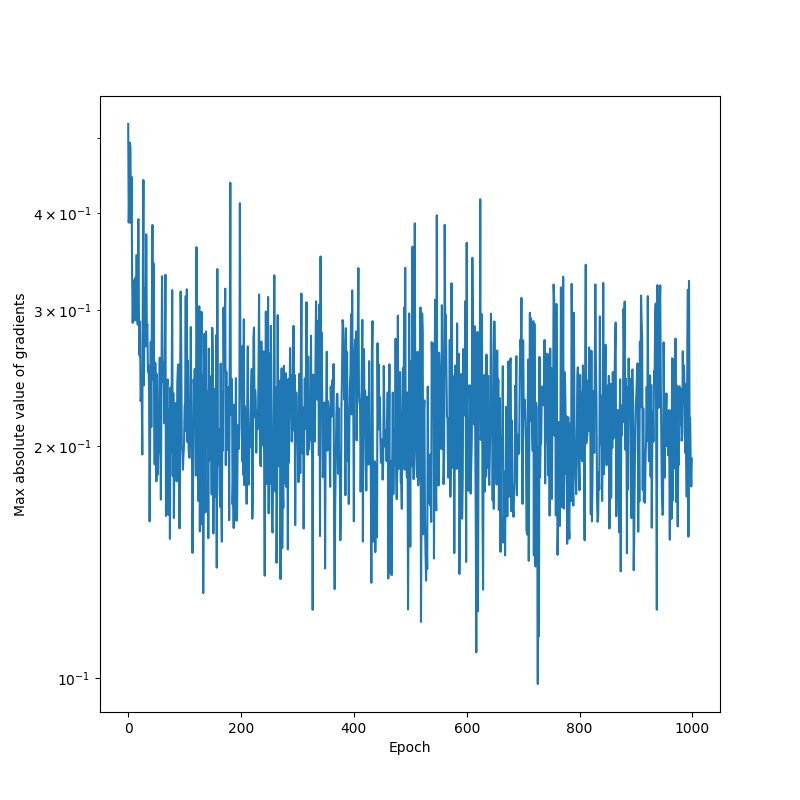 Max absolute value of gradients
4 × 10⁻¹
3 × 10⁻¹
2 × 10⁻¹
10⁻¹
0 200 400 600 800 1000
Epoch